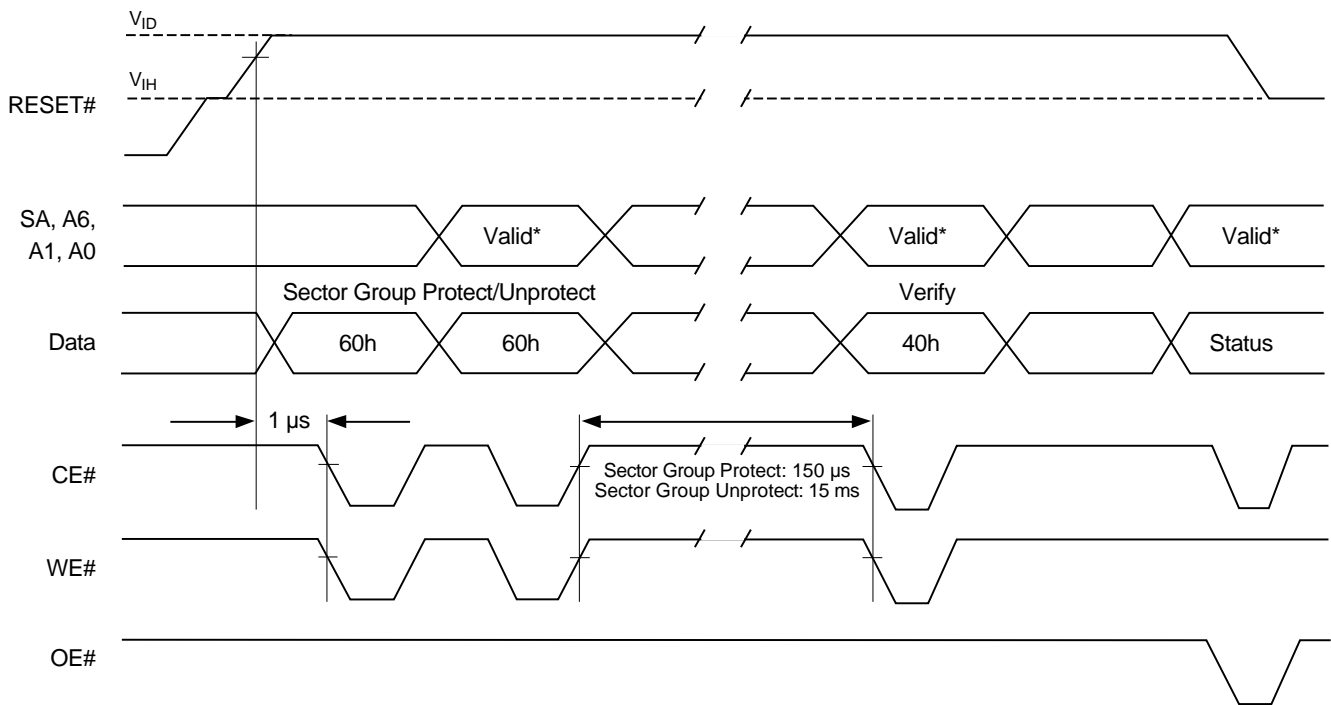 VID
VIH
RESET#
SA, A6,
A1, A0
Valid*
Valid*
Valid*
Sector Group Protect/Unprotect
Verify
Data
60h
60h
40h
Status
1 µs
CE#
Sector Group Protect: 150 µs
Sector Group Unprotect: 15 ms
WE#
OE#